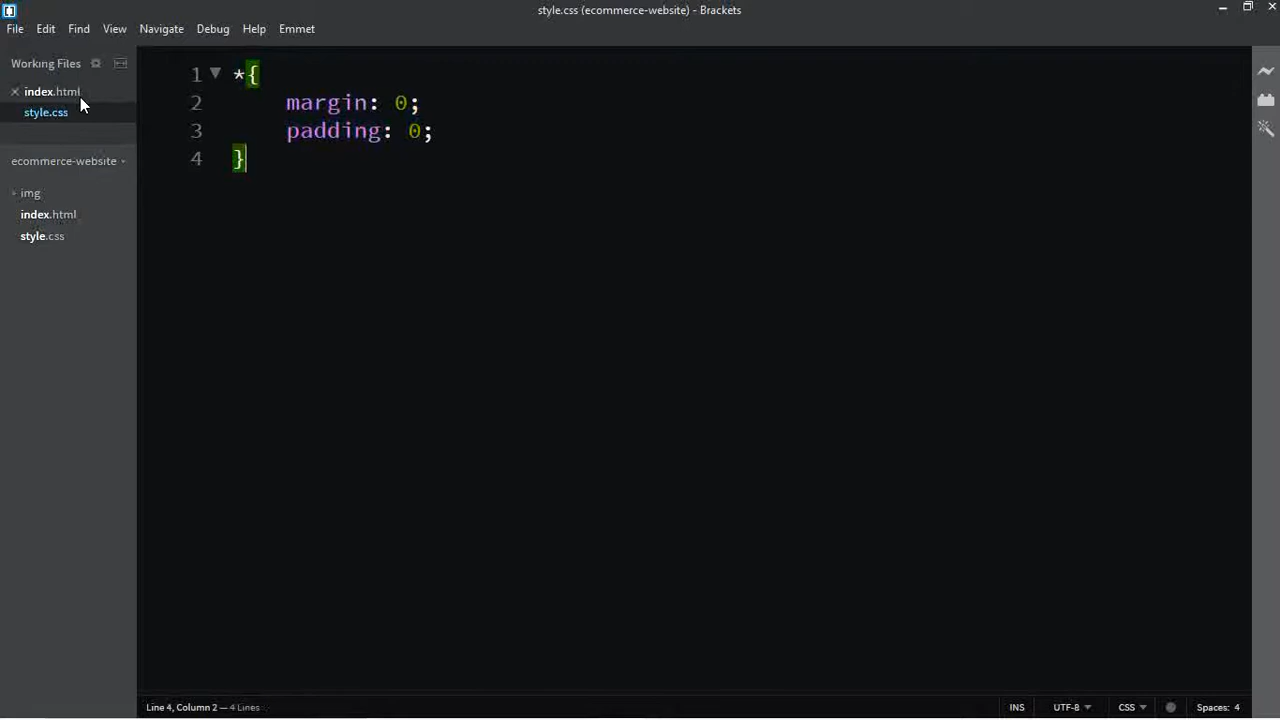 style.css (ecommerce-website) - Brackets
File Edit Find View Navigate Debug Help Emmet
Working Files
index.html
style.css
ecommerce-website
img
index.html
style.css
1 *{
2 margin: 0;
3 padding: 0;
4 }
Line 4, Column 2 — 4 Lines
INS UTF-8 CSS Spaces: 4